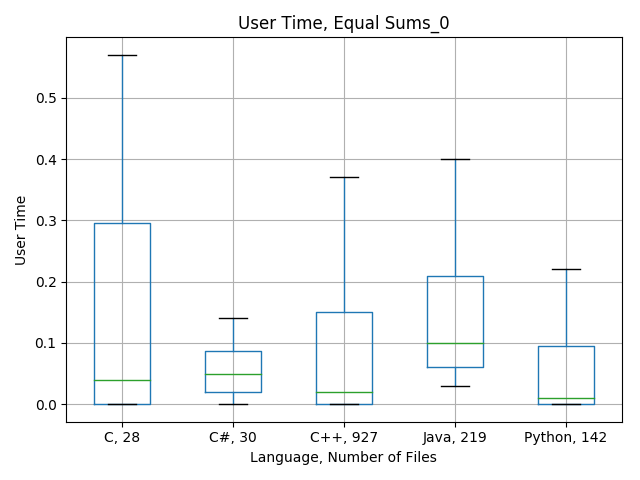 User Time, Equal Sums_0
User Time
0.5
0.4
0.3
0.2
0.1
0.0
C, 28
C#, 30
C++, 927
Java, 219
Python, 142
Language, Number of Files